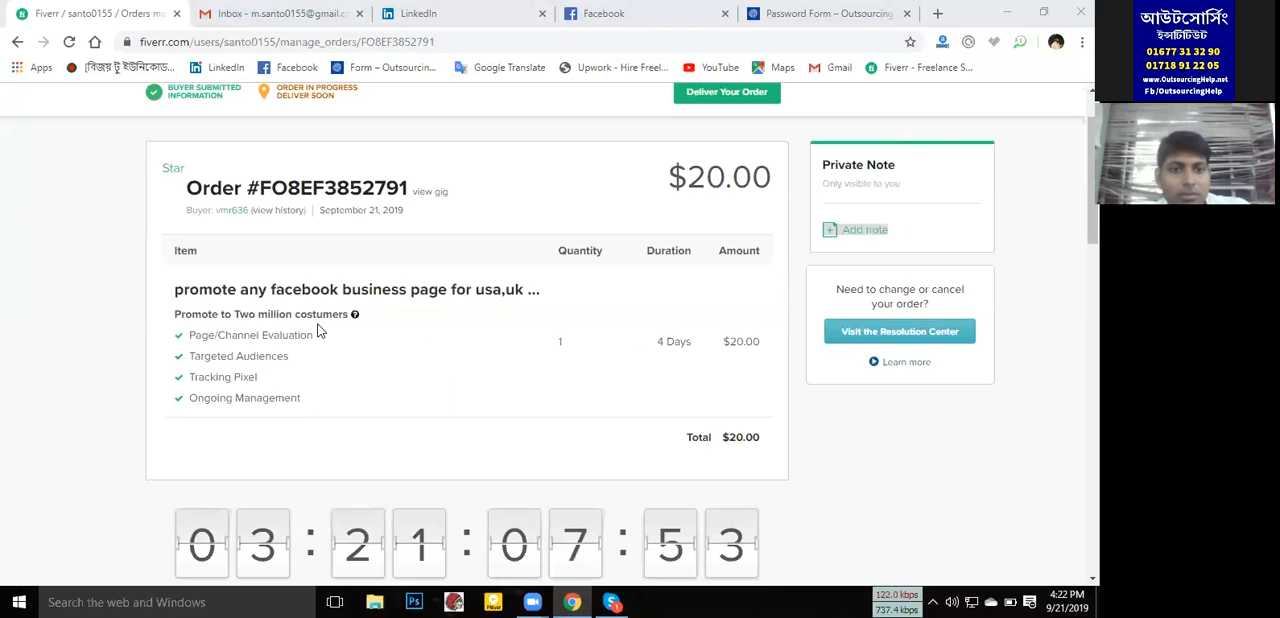 Fiverr / santo0155 / Orders ma
Inbox - m.santo0155@gmail.c
LinkedIn
Facebook
Password Form – Outsourcing
fiverr.com/users/santo0155/manage_orders/FO8EF3852791
Apps
বিজয় টু ইউনিকোড...
LinkedIn
Facebook
Form – Outsourcin...
Google Translate
Upwork - Hire Freel...
YouTube
Maps
Gmail
Fiverr - Freelance S...
আউটসোর্সিং
ইন্সটিটিউট
01677 31 32 90
01718 91 22 05
www.OutsourcingHelp.net
Fb/OutsourcingHelp
BUYER SUBMITTED
INFORMATION
ORDER IN PROGRESS
DELIVER SOON
Deliver Your Order
Star
Order #FO8EF3852791 view gig
$20.00
Buyer: vmr636 (view history) | September 21, 2019
Item Quantity Duration Amount
promote any facebook business page for usa,uk ...
Promote to Two million costumers
Page/Channel Evaluation
Targeted Audiences
Tracking Pixel
Ongoing Management
1 4 Days $20.00
Total $20.00
03 : 21 : 07 : 53
Private Note
Only visible to you
Add note
Need to change or cancel
your order?
Visit the Resolution Center
Learn more
Search the web and Windows
Ps
122.0 kbps
737.4 kbps
4:22 PM
9/21/2019